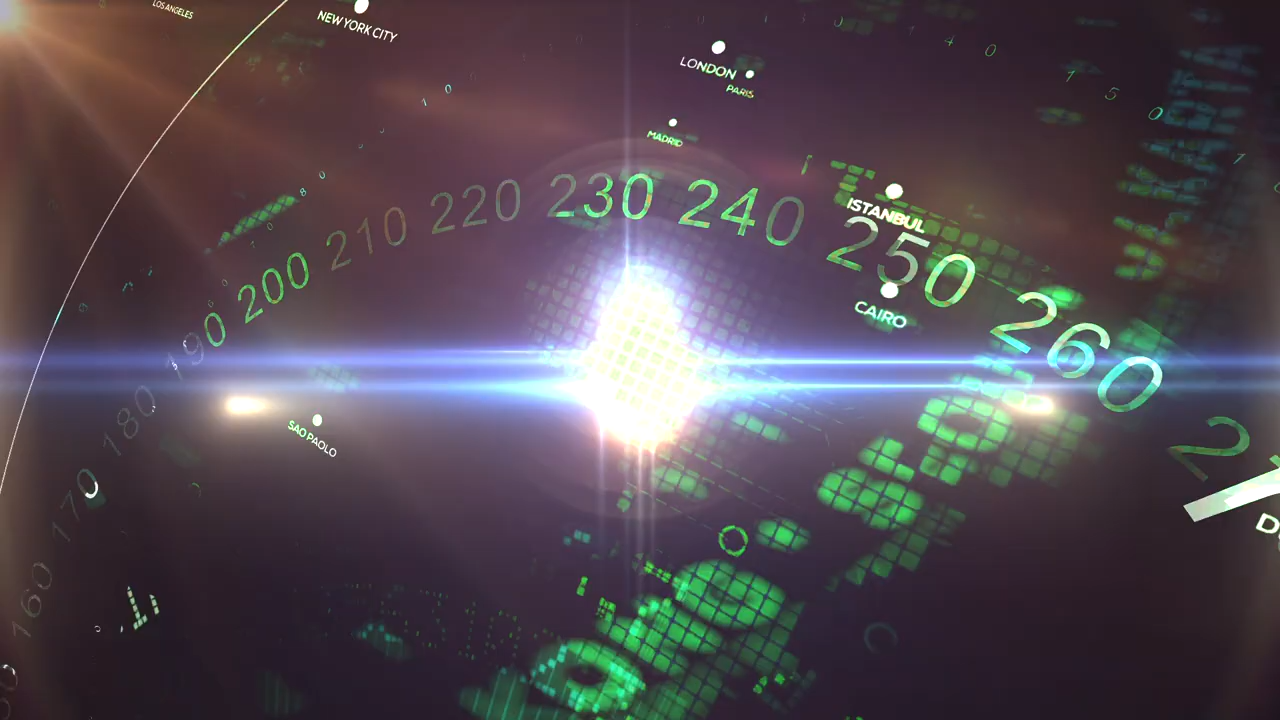 LOS ANGELES
NEW YORK CITY
LONDON
PARIS
MADRID
ISTANBUL
CAIRO
SAO PAOLO
160
170
180
190
200
210
220
230
240
250
260